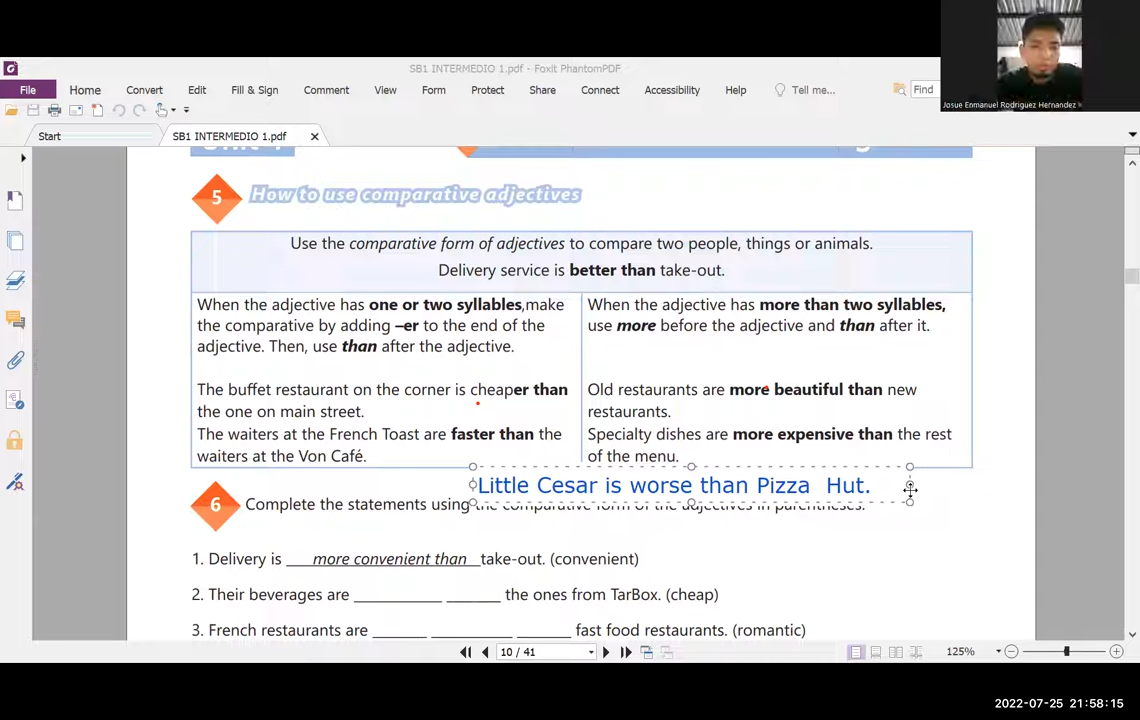 SB1 INTERMEDIO 1.pdf - Foxit PhantomPDF
File Home Convert Edit Fill & Sign Comment View Form Protect Share Connect Accessibility Help Tell me... Find
Josue Enmanuel Rodriguez Hernandez
Start SB1 INTERMEDIO 1.pdf
5 How to use comparative adjectives
Use the comparative form of adjectives to compare two people, things or animals.
Delivery service is better than take-out.
When the adjective has one or two syllables,make
the comparative by adding –er to the end of the
adjective. Then, use than after the adjective.
The buffet restaurant on the corner is cheaper than
the one on main street.
The waiters at the French Toast are faster than the
waiters at the Von Café.
When the adjective has more than two syllables,
use more before the adjective and than after it.
Old restaurants are more beautiful than new
restaurants.
Specialty dishes are more expensive than the rest
of the menu.
Little Cesar is worse than Pizza Hut.
6 Complete the statements using the comparative form of the adjectives in parentheses.
1. Delivery is ___more convenient than__take-out. (convenient)
2. Their beverages are __________ ______ the ones from TarBox. (cheap)
3. French restaurants are ______ _________ ______ fast food restaurants. (romantic)
10 / 41
125%
2022-07-25 21:58:15